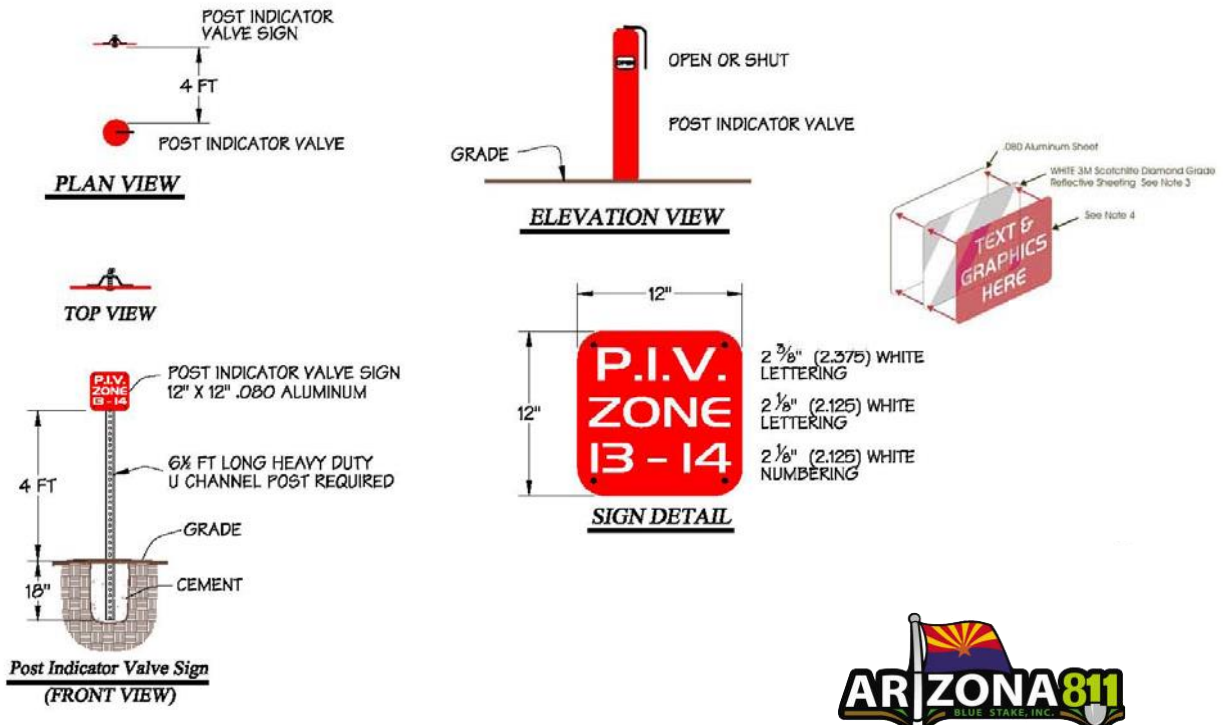 POST INDICATOR
VALVE SIGN
4 FT
POST INDICATOR VALVE
PLAN VIEW
OPEN
OPEN OR SHUT
POST INDICATOR VALVE
GRADE
ELEVATION VIEW
.080 Aluminum Sheet
WHITE 3M Scotchlite Diamond Grade
Reflective Sheeting See Note 3
See Note 4
TEXT &
GRAPHICS
HERE
TOP VIEW
P.I.V.
ZONE
13 - 14
POST INDICATOR VALVE SIGN
12" X 12" .080 ALUMINUM
4 FT
6½ FT LONG HEAVY DUTY
U CHANNEL POST REQUIRED
GRADE
18"
CEMENT
Post Indicator Valve Sign
(FRONT VIEW)
12"
12"
P.I.V.
ZONE
13 - 14
2 ⅜" (2.375) WHITE
LETTERING
2 ⅛" (2.125) WHITE
LETTERING
2 ⅛" (2.125) WHITE
NUMBERING
SIGN DETAIL
ARIZONA 811
BLUE STAKE, INC.